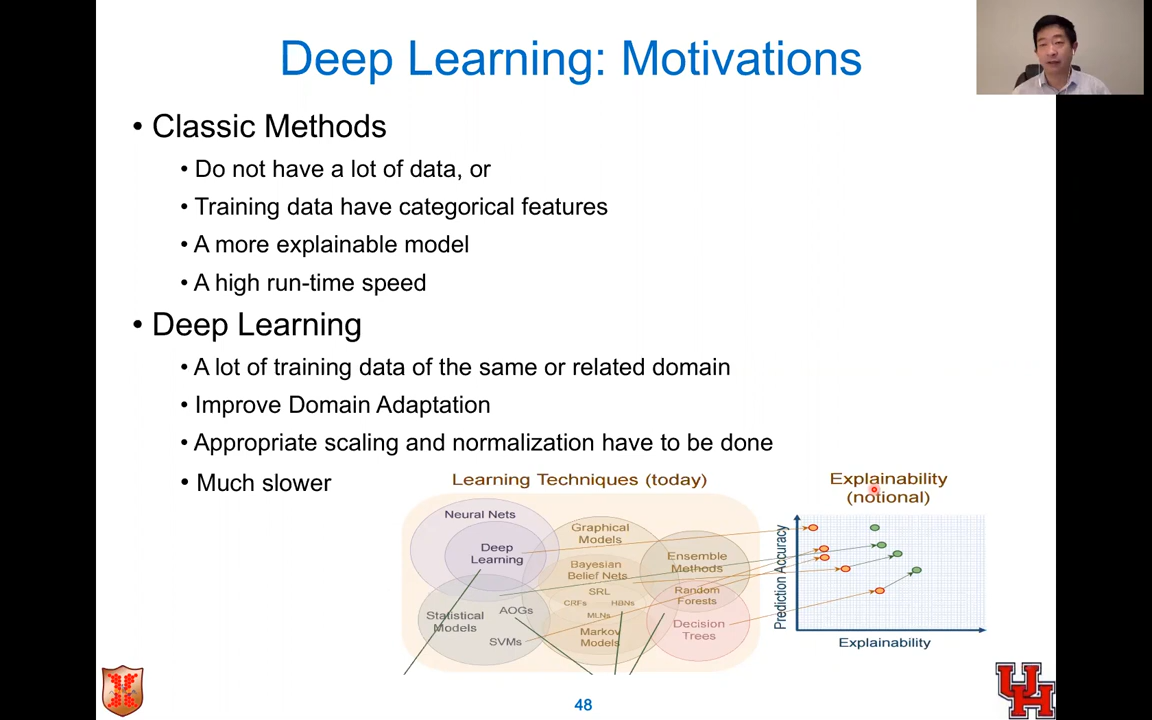 Deep Learning: Motivations
• Classic Methods
• Do not have a lot of data, or
• Training data have categorical features
• A more explainable model
• A high run-time speed
• Deep Learning
• A lot of training data of the same or related domain
• Improve Domain Adaptation
• Appropriate scaling and normalization have to be done
• Much slower
Learning Techniques (today)
Neural Nets
Deep
Learning
Graphical
Models
Bayesian
Belief Nets
SRL
CRFs
HBNs
MLNs
Markov
Models
Ensemble
Methods
Random
Forests
Decision
Trees
Statistical
Models
AOGs
SVMs
Explainability
(notional)
Prediction Accuracy
Explainability
48
UH